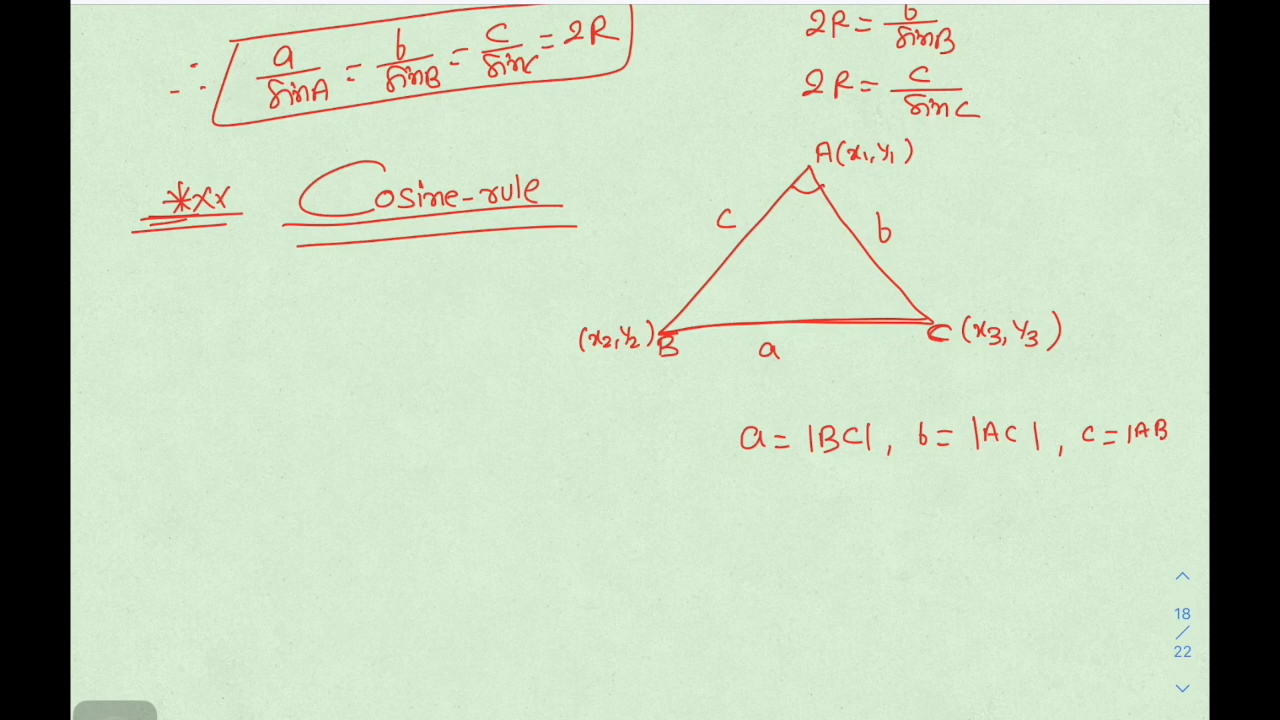 ∴ a/sinA = b/sinB = c/sinC = 2R
2R = b/sinB
2R = c/sinC
*xx Cosine-rule
A(x₁,y₁)
c
b
(x₂,y₂) B
C (x₃,y₃)
a
a = |BC|, b = |AC|, c = |AB
18
/
22